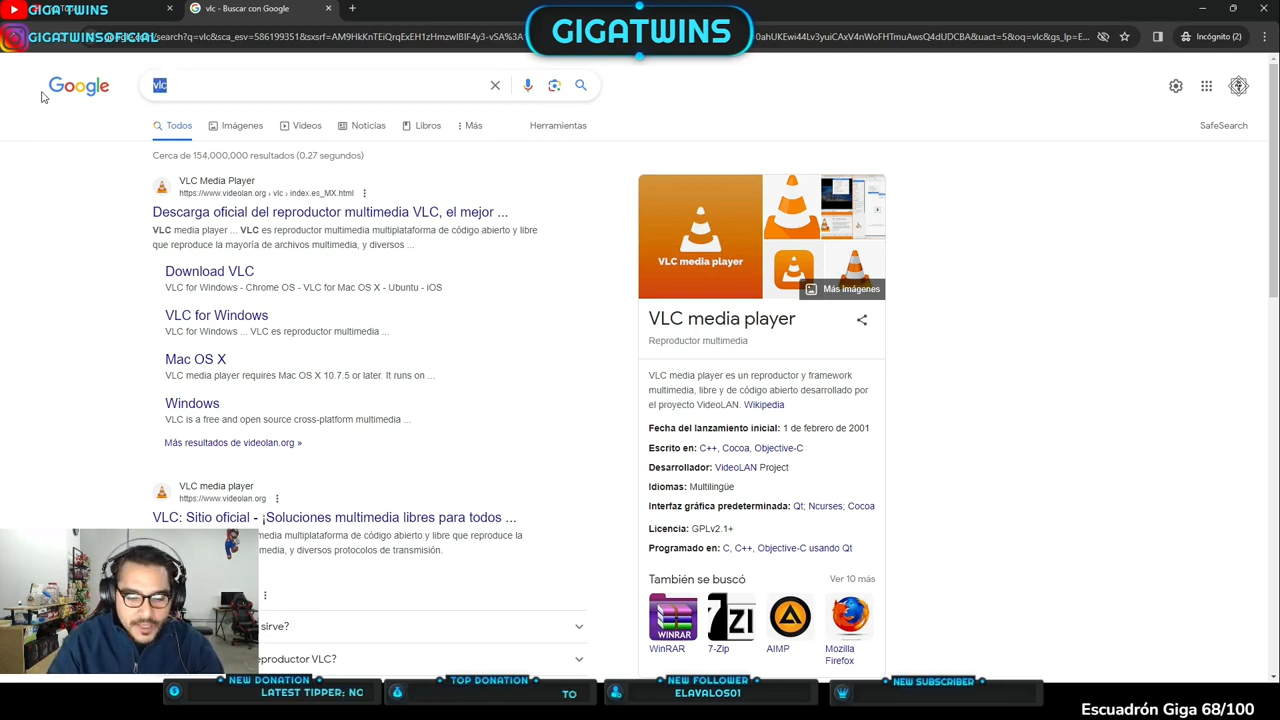 GIGATWINS
vlc - Buscar con Google
GIGATWINSOFICIAL
search?q=vlc&sca_esv=586199351&sxsrf=AM9HkKnTEiQrqExEH1zHmzwIBIF4y3-vSA%3A1
GIGATWINS
0ahUKEwi44Lv3yuiCAxV4nWoFHTmuAwsQ4dUDCBA&uact=5&oq=vlc&gs_lp=E...
Incógnito (2)
Google
vlc
Todos
Imágenes
Videos
Noticias
Libros
Más
Herramientas
SafeSearch
Cerca de 154,000,000 resultados (0.27 segundos)
VLC Media Player
https://www.videolan.org › vlc › index.es_MX.html
Descarga oficial del reproductor multimedia VLC, el mejor ...
VLC media player ... VLC es reproductor multimedia multiplataforma de código abierto y libre
que reproduce la mayoría de archivos multimedia, y diversos ...
Download VLC
VLC for Windows - Chrome OS - VLC for Mac OS X - Ubuntu - iOS
VLC for Windows
VLC for Windows ... VLC es reproductor multimedia ...
Mac OS X
VLC media player requires Mac OS X 10.7.5 or later. It runs on ...
Windows
VLC is a free and open source cross-platform multimedia ...
Más resultados de videolan.org »
VLC media player
https://www.videolan.org
VLC: Sitio oficial - ¡Soluciones multimedia libres para todos ...
media multiplataforma de código abierto y libre que reproduce la
media, y diversos protocolos de transmisión.
sirve?
eproductor VLC?
VLC media player
Más imágenes
VLC media player
Reproductor multimedia
VLC media player es un reproductor y framework
multimedia, libre y de código abierto desarrollado por
el proyecto VideoLAN. Wikipedia
Fecha del lanzamiento inicial: 1 de febrero de 2001
Escrito en: C++, Cocoa, Objective-C
Desarrollador: VideoLAN Project
Idiomas: Multilingüe
Interfaz gráfica predeterminada: Qt; Ncurses; Cocoa
Licencia: GPLv2.1+
Programado en: C, C++, Objective-C usando Qt
También se buscó
Ver 10 más
WINRAR
7ZI
WinRAR
7-Zip
AIMP
Mozilla
Firefox
NEW DONATION
LATEST TIPPER: NO
TOP DONATION
TO
NEW FOLLOWER
ELAVALOS01
NEW SUBSCRIBER
Escuadrón Giga 68/100